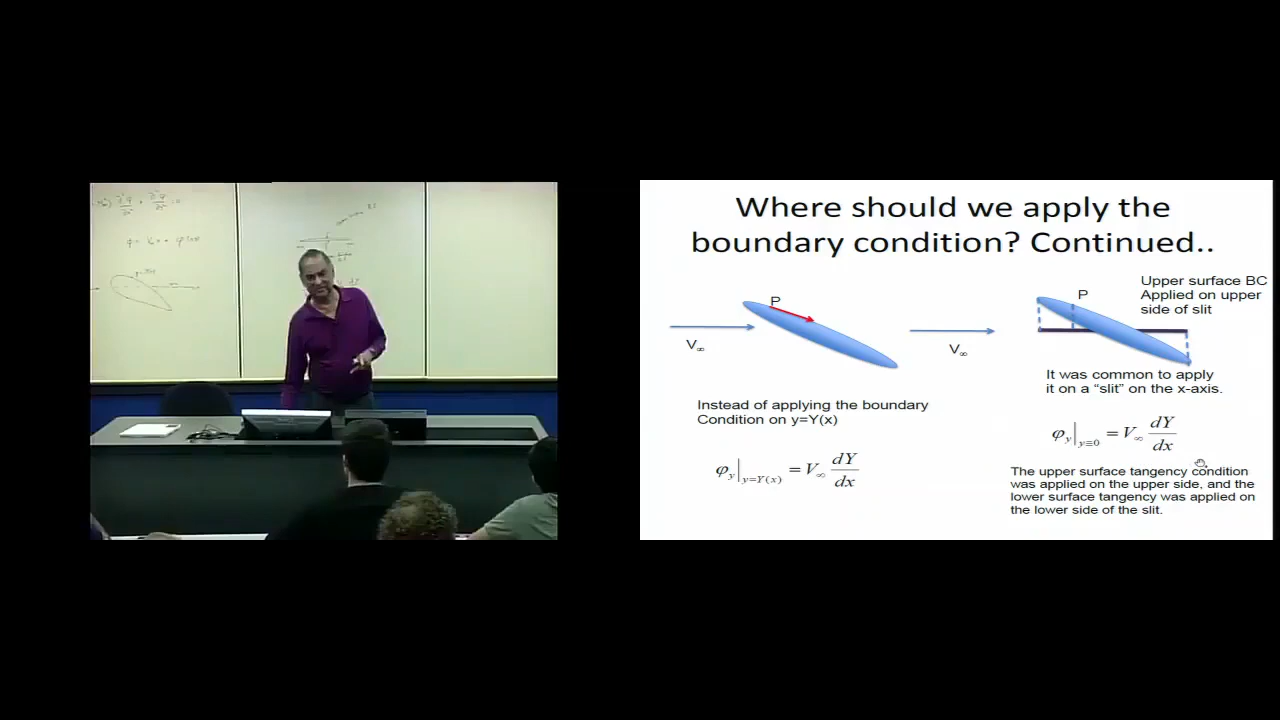 Where should we apply the
boundary condition? Continued..
P
V∞
Instead of applying the boundary
Condition on y=Y(x)
φy|y=Y(x) = V∞ dY/dx
V∞
P
Upper surface BC
Applied on upper
side of slit
It was common to apply
it on a “slit” on the x-axis.
φy|y=0 = V∞ dY/dx
The upper surface tangency condition
was applied on the upper side, and the
lower surface tangency was applied on
the lower side of the slit.